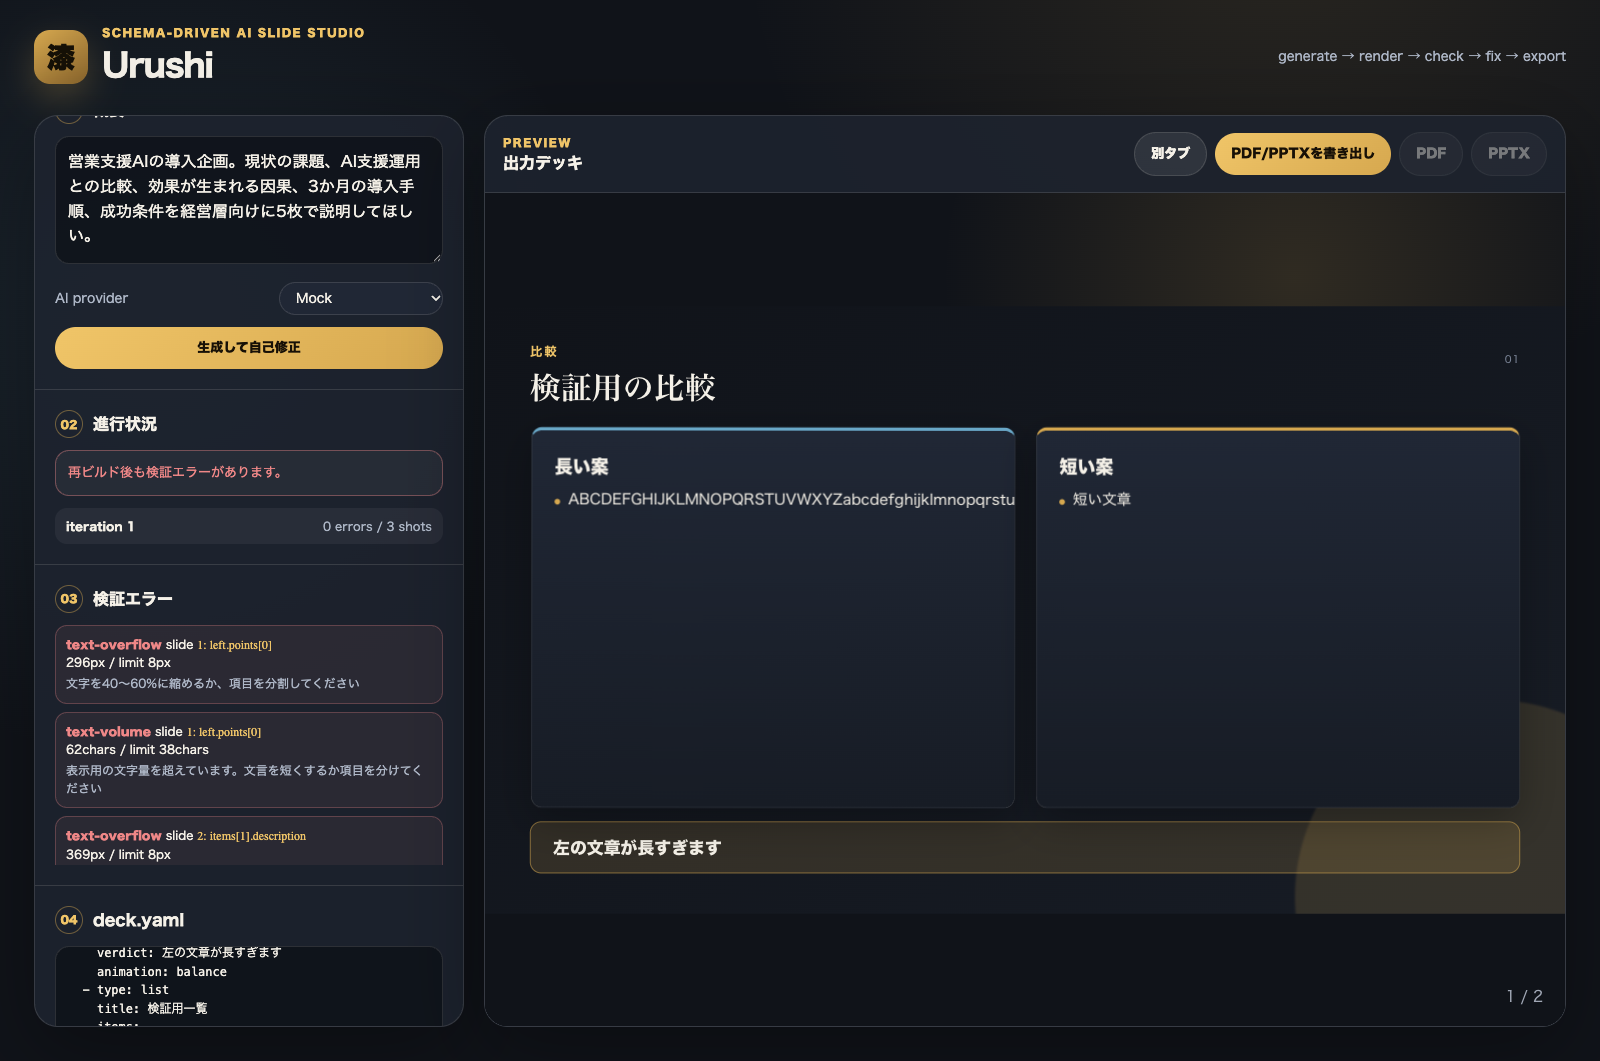 漆
SCHEMA-DRIVEN AI SLIDE STUDIO
Urushi
generate → render → check → fix → export
営業支援AIの導入企画。現状の課題、AI支援運用
との比較、効果が生まれる因果、3か月の導入手
順、成功条件を経営層向けに5枚で説明してほし
い。
AI provider
Mock
生成して自己修正
02 進行状況
再ビルド後も検証エラーがあります。
iteration 1
0 errors / 3 shots
03 検証エラー
text-overflow slide 1: left.points[0]
296px / limit 8px
文字を40〜60%に縮めるか、項目を分割してください
text-volume slide 1: left.points[0]
62chars / limit 38chars
表示用の文字量を超えています。文言を短くするか項目を分けてく
ださい
text-overflow slide 2: items[1].description
369px / limit 8px
04 deck.yaml
verdict: 左の文章が長すぎます
animation: balance
- type: list
title: 検証用一覧
items:
PREVIEW
出力デッキ
別タブ
PDF/PPTXを書き出し
PDF
PPTX
比較
検証用の比較
01
長い案
• ABCDEFGHIJKLMNOPQRSTUVWXYZabcdefghijklmnopqrstu
短い案
• 短い文章
左の文章が長すぎます
1 / 2